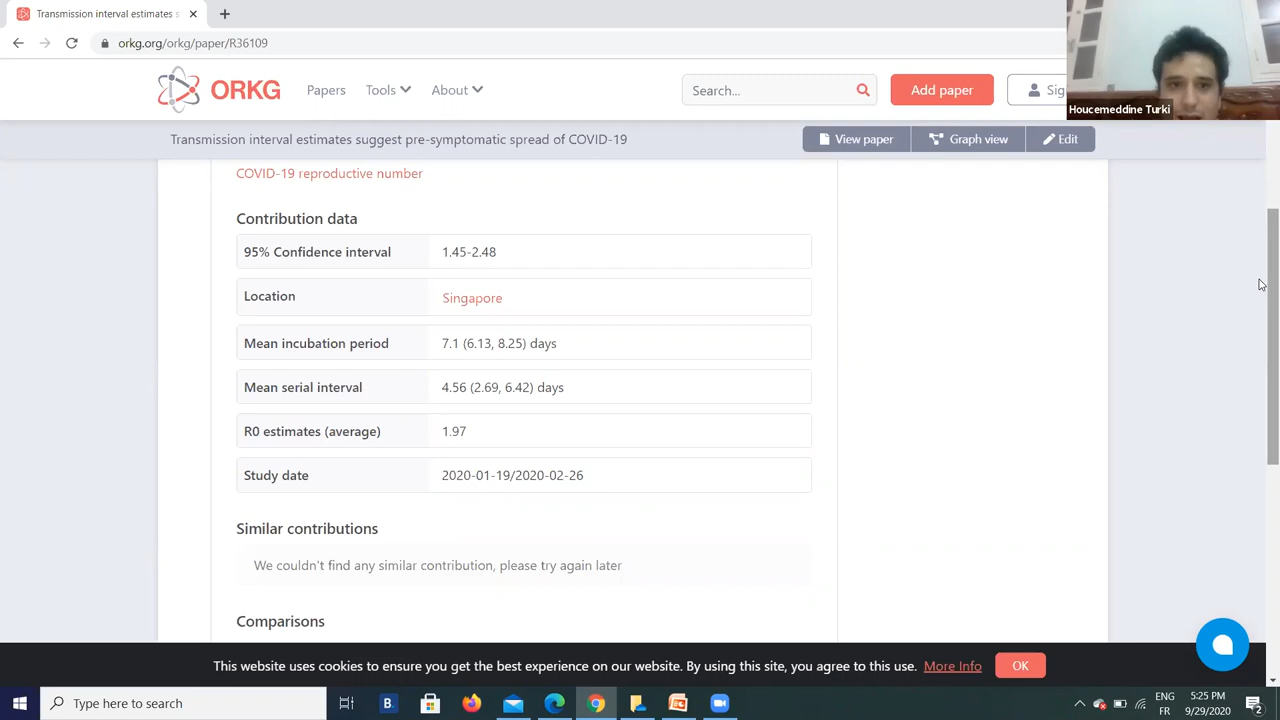 Transmission interval estimates s
orkg.org/orkg/paper/R36109
ORKG
Papers
Tools
About
Search...
Add paper
Sig
Houcemeddine Turki
Transmission interval estimates suggest pre-symptomatic spread of COVID-19
View paper
Graph view
Edit
COVID-19 reproductive number
Contribution data
95% Confidence interval 1.45-2.48
Location Singapore
Mean incubation period 7.1 (6.13, 8.25) days
Mean serial interval 4.56 (2.69, 6.42) days
R0 estimates (average) 1.97
Study date 2020-01-19/2020-02-26
Similar contributions
We couldn't find any similar contribution, please try again later
Comparisons
This website uses cookies to ensure you get the best experience on our website. By using this site, you agree to this use. More Info OK
Type here to search
B.
ENG
FR
5:25 PM
9/29/2020
2